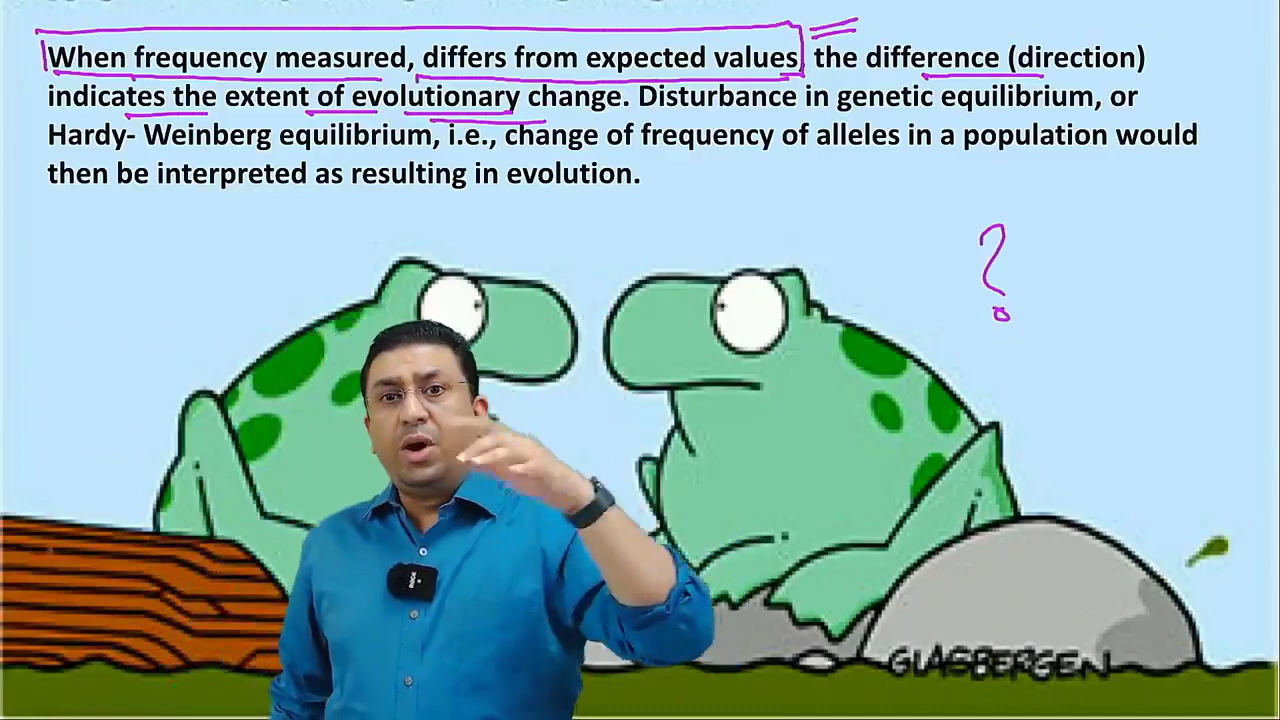 When frequency measured, differs from expected values, the difference (direction)
indicates the extent of evolutionary change. Disturbance in genetic equilibrium, or
Hardy- Weinberg equilibrium, i.e., change of frequency of alleles in a population would
then be interpreted as resulting in evolution.
?
RODE
GLASBERGEN